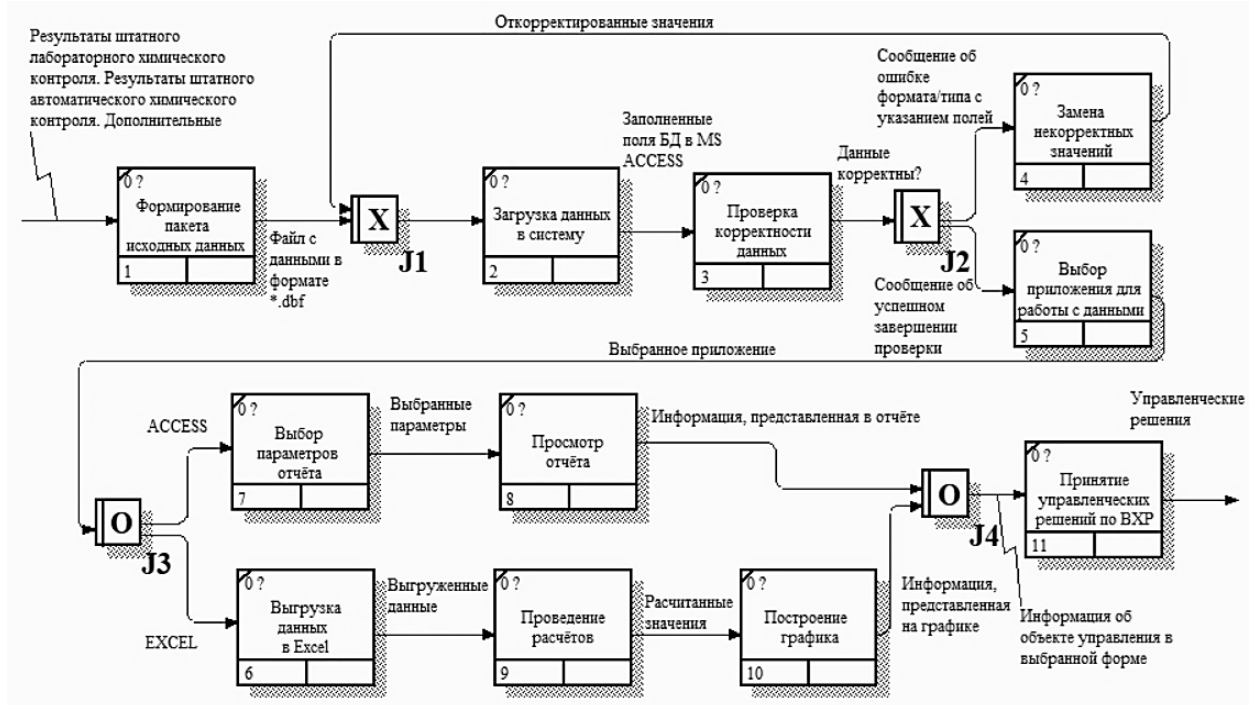 Откорректированные значения
Результаты штатного
лабораторного химического
контроля. Результаты штатного
автоматического химического
контроля. Дополнительные
0 ?
Формирование
пакета
исходных данных
1
Файл с
данными в
формате
*.dbf
X
J1
0 ?
Загрузка данных
в систему
2
Заполненные
поля БД в MS
ACCESS
0 ?
Проверка
корректности
данных
3
Данные
корректны?
X
J2
Сообщение об
ошибке
формата/типа с
указанием полей
0 ?
Замена
некорректных
значений
4
Сообщение об
успешном
завершении
проверки
0 ?
Выбор
приложения для
работы с данными
5
Выбранное приложение
O
J3
ACCESS
0 ?
Выбор
параметров
отчёта
7
Выбранные
параметры
0 ?
Просмотр
отчёта
8
Информация, представленная в отчёте
EXCEL
0 ?
Выгрузка
данных
в Excel
6
Выгруженные
данные
0 ?
Проведение
расчётов
9
Расчитанные
значения
0 ?
Построение
графика
10
Информация,
представленная
на графике
O
J4
Информация об
объекте управления в
выбранной форме
0 ?
Принятие
управленческих
решений по ВХР
11
Управленческие
решения